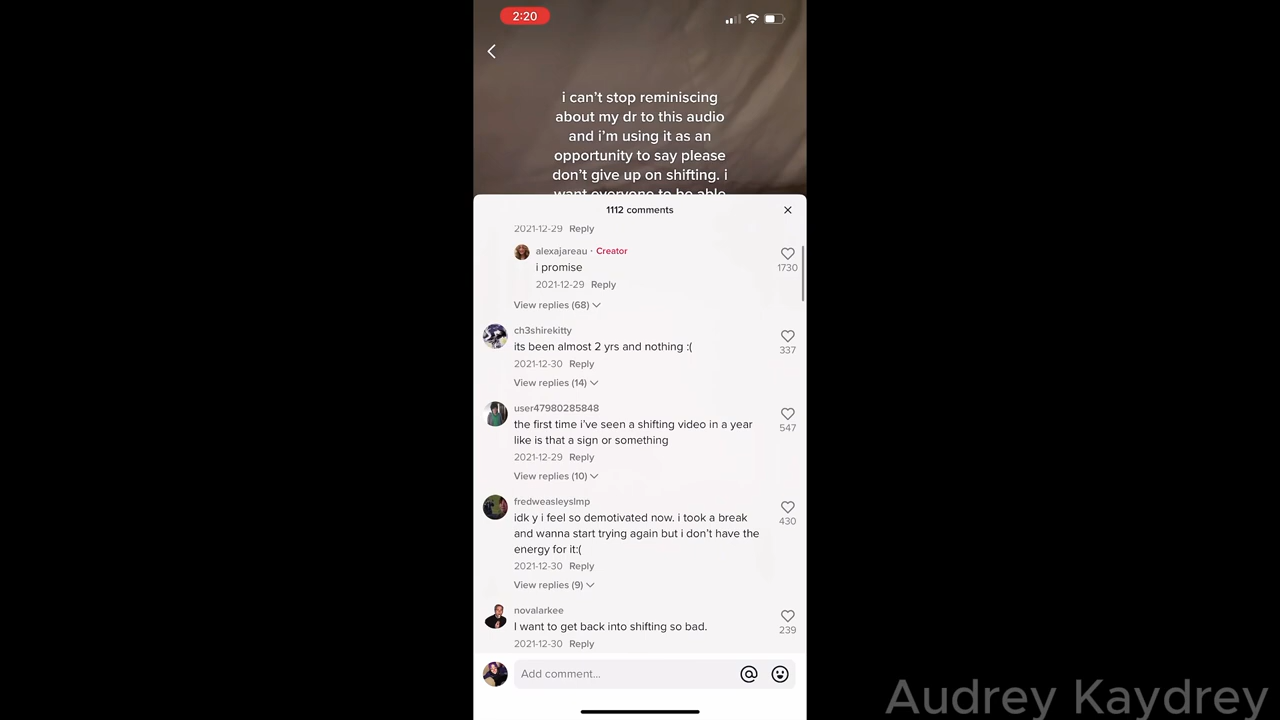 2:20
i can't stop reminiscing
about my dr to this audio
and i'm using it as an
opportunity to say please
don't give up on shifting. i
want everyone to be able
1112 comments
2021-12-29 Reply
alexajareau · Creator
i promise
1730
2021-12-29 Reply
View replies (68)
ch3shirekitty
its been almost 2 yrs and nothing :(
337
2021-12-30 Reply
View replies (14)
user47980285848
the first time i've seen a shifting video in a year
like is that a sign or something
547
2021-12-29 Reply
View replies (10)
fredweasleyslmp
idk y i feel so demotivated now. i took a break
and wanna start trying again but i don't have the
energy for it:(
430
2021-12-30 Reply
View replies (9)
novalarkee
I want to get back into shifting so bad.
239
2021-12-30 Reply
Add comment...
Audrey Kaydrey